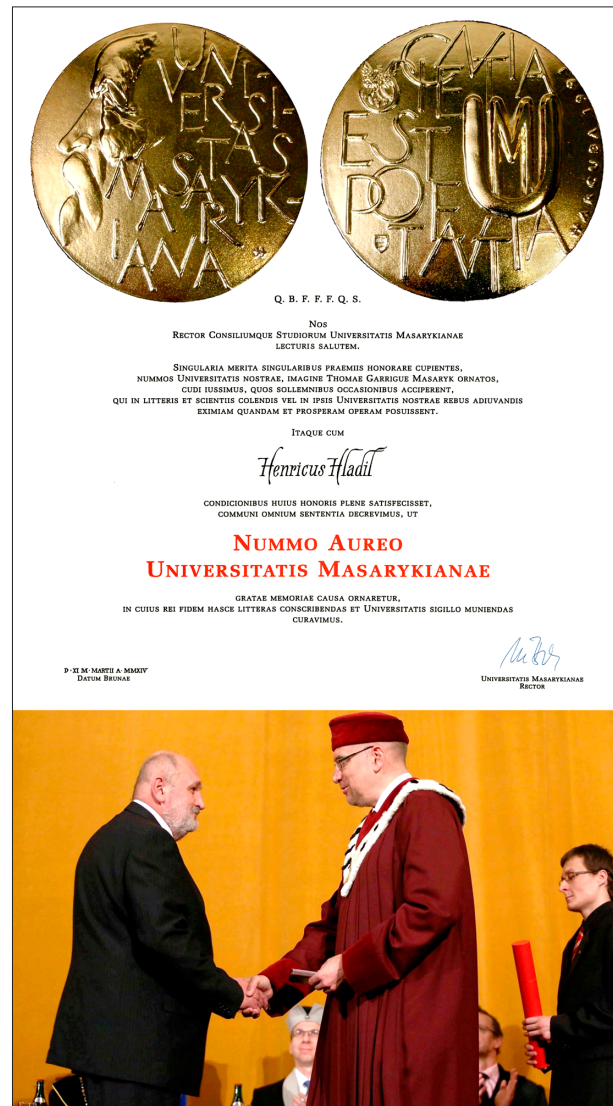 UNI-
VERSI-
TAS
MASARYK-
IANA
SCIENTIA
EST
POTENTIA
MU
Q. B. F. F. F. Q. S.
Nos
Rector Consiliumque Studiorum Universitatis Masarykianae
lecturis salutem.
Singularia merita singularibus praemiis honorare cupientes,
nummos Universitatis nostrae, imagine Thomae Garrigue Masaryk ornatos,
cudi iussimus, quos sollemnibus occasionibus acciperent,
qui in litteris et scientiis colendis vel in ipsis Universitatis nostrae rebus adiuvandis
eximiam quandam et prosperam operam posuissent.
Itaque cum
Henricus Hladil
condicionibus huius honoris plene satisfecisset,
communi omnium sententia decrevimus, ut
Nummo Aureo
Universitatis Masarykianae
gratae memoriae causa ornaretur,
in cuius rei fidem hasce litteras conscribendas et Universitatis sigillo muniendas
curavimus.
D · XI M · MARTII A · MMXIV
Datum Brunae
Universitatis Masarykianae
Rector